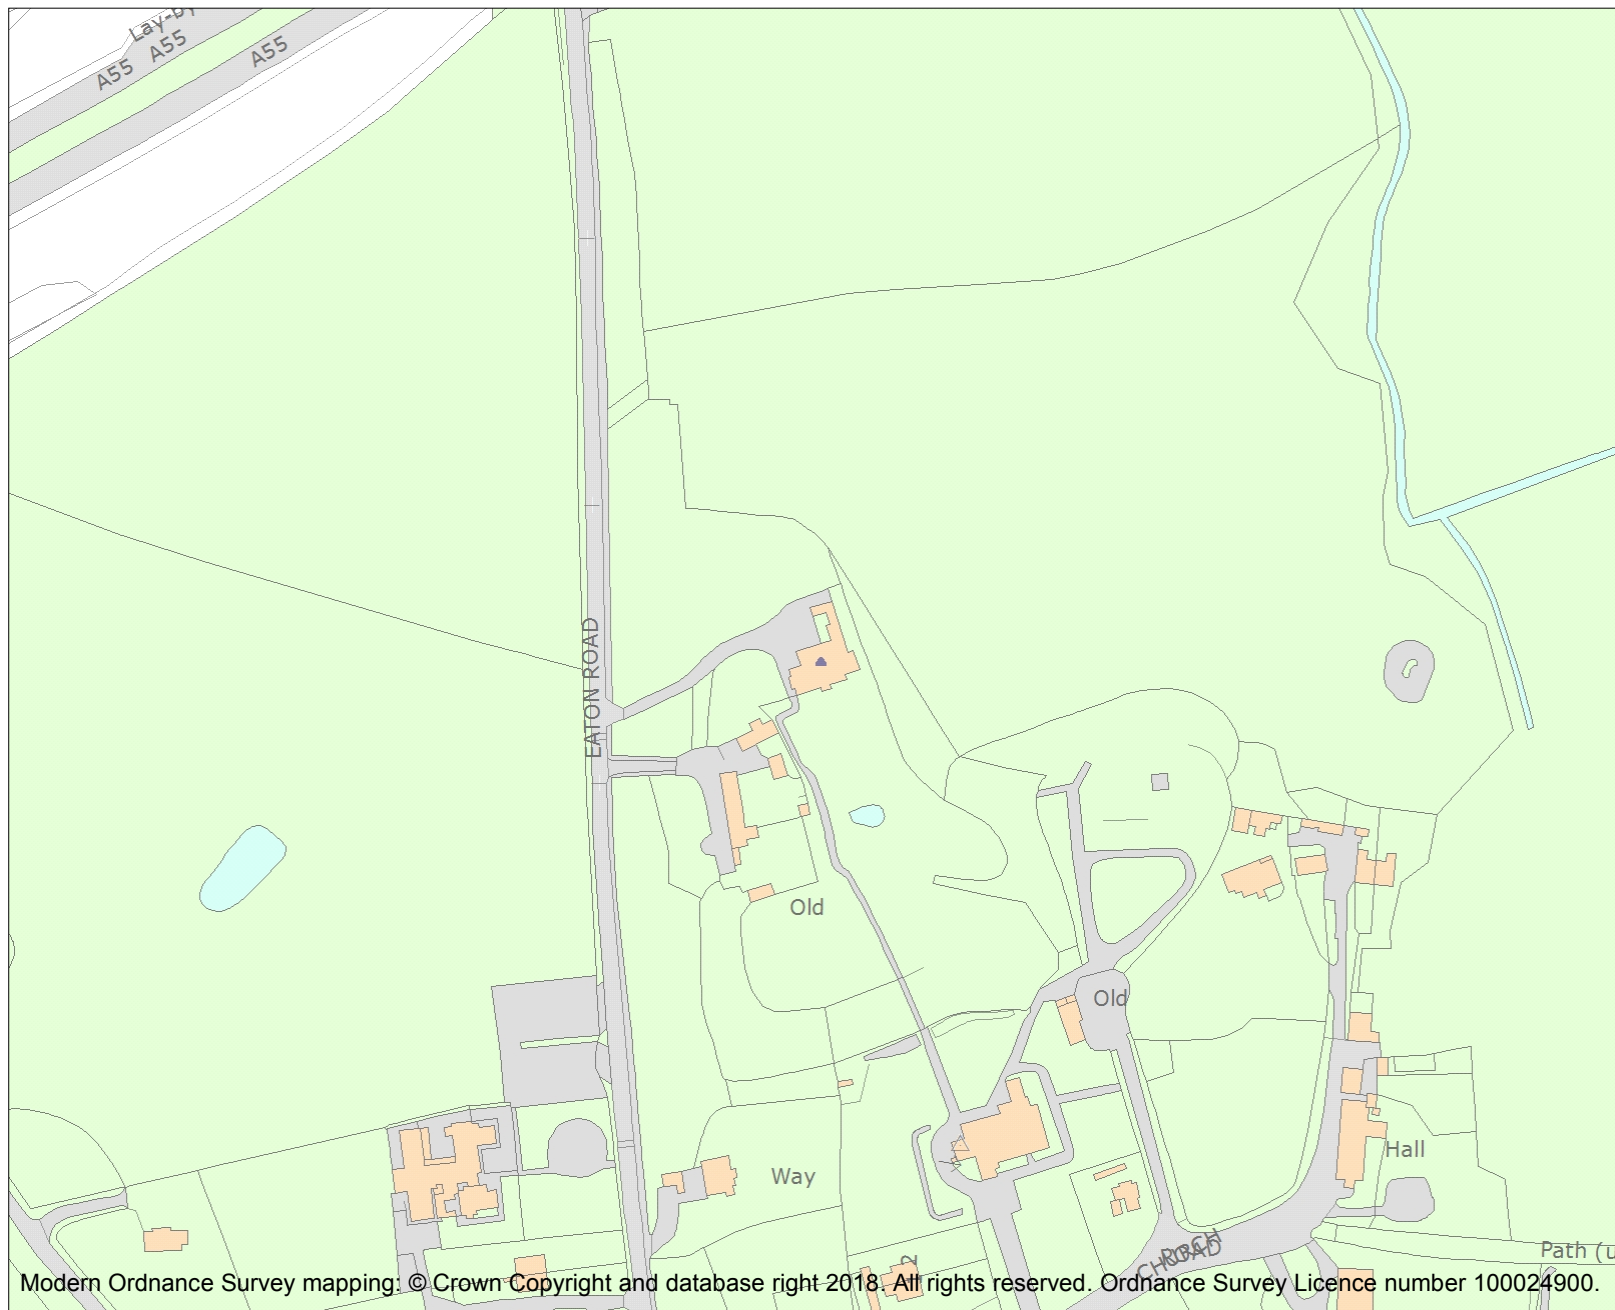 Lay-by
A55
A55
A55
EATON ROAD
Old
Old
Way
Hall
CHURCH
ROAD
Path (u
Modern Ordnance Survey mapping: © Crown Copyright and database right 2018. All rights reserved. Ordnance Survey Licence number 100024900.